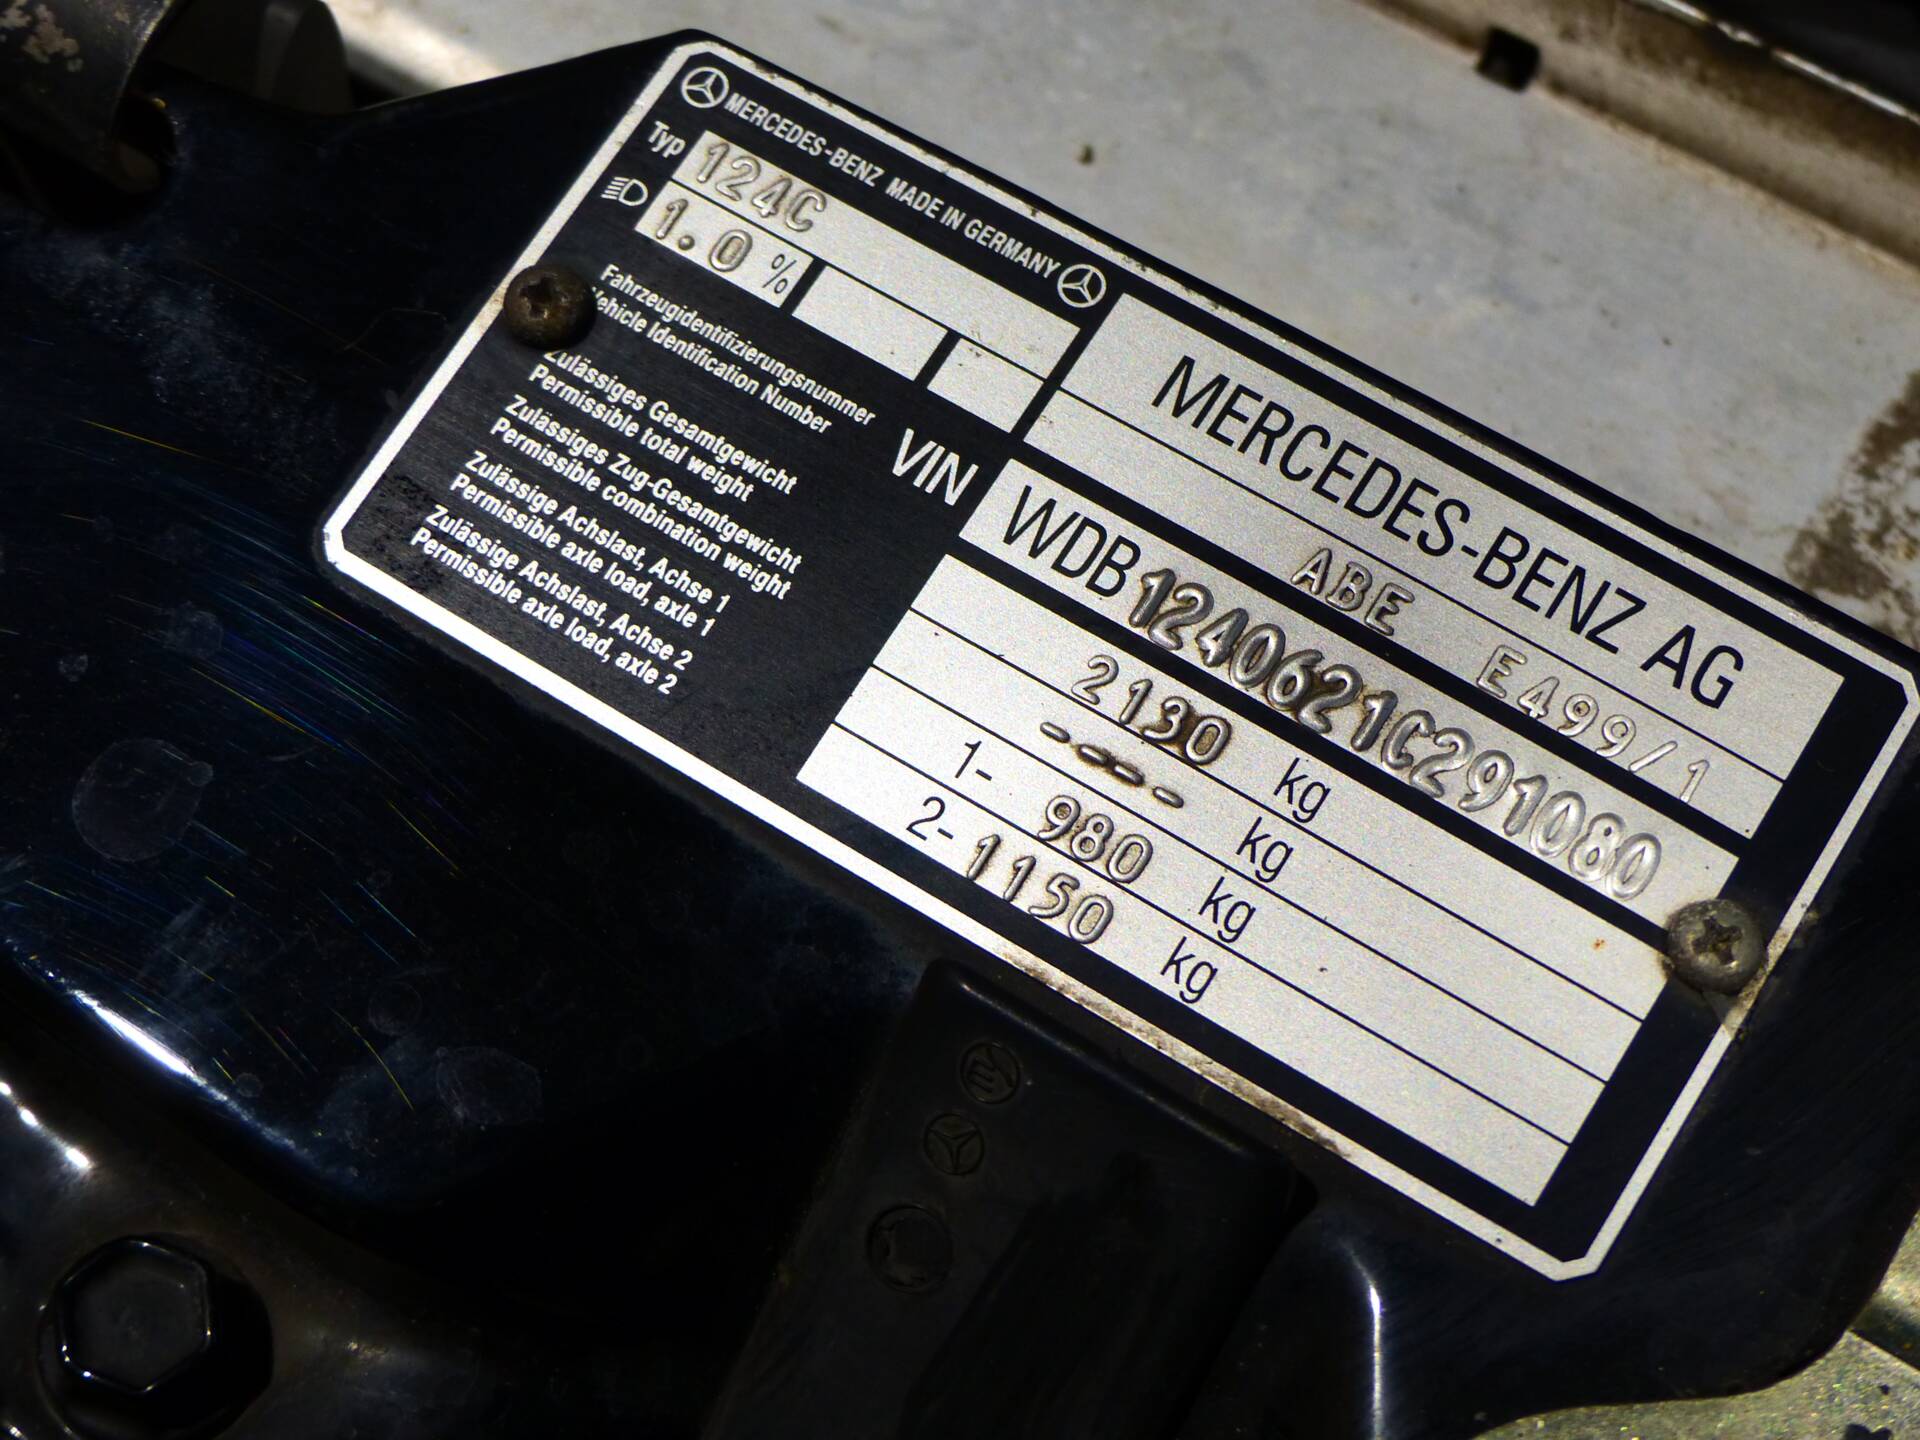 MERCEDES-BENZ MADE IN GERMANY
Typ 124C
1.0 %
MERCEDES-BENZ AG
ABE E499/1
Fahrzeugidentifizierungsnummer
Vehicle Identification Number
VIN WDB1240621C291080
Zulässiges Gesamtgewicht
Permissible total weight
2130 kg
Zulässiges Zug-Gesamtgewicht
Permissible combination weight
---- kg
Zulässige Achslast, Achse 1
Permissible axle load, axle 1
1- 980 kg
Zulässige Achslast, Achse 2
Permissible axle load, axle 2
2- 1150 kg